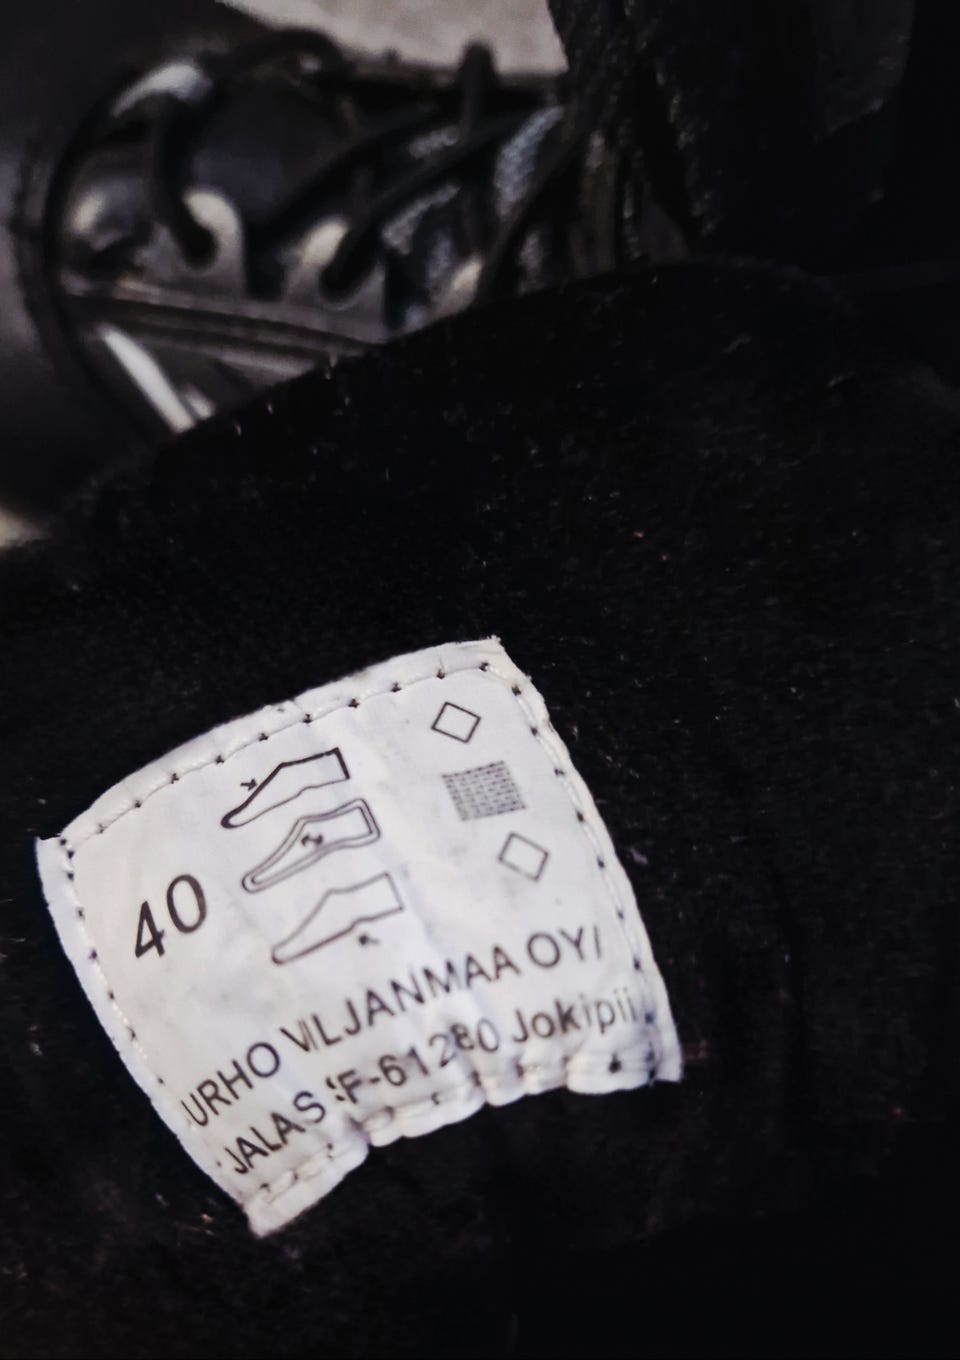 40
URHO VILJANMAA OY/
JALAS SF-61280 Jokipii